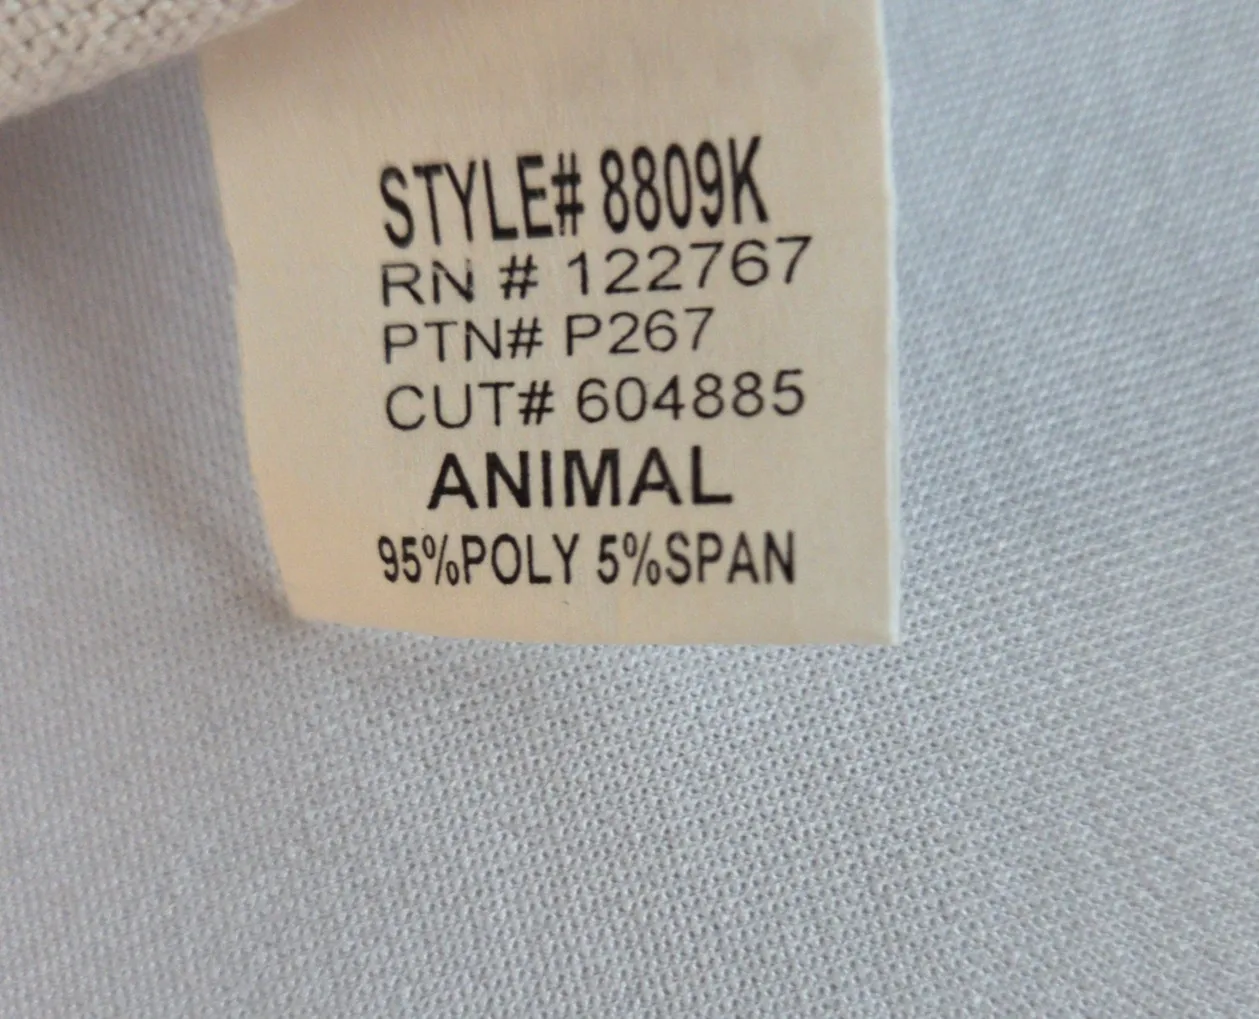 STYLE# 8809K
RN # 122767
PTN# P267
CUT# 604885
ANIMAL
95%POLY 5%SPAN